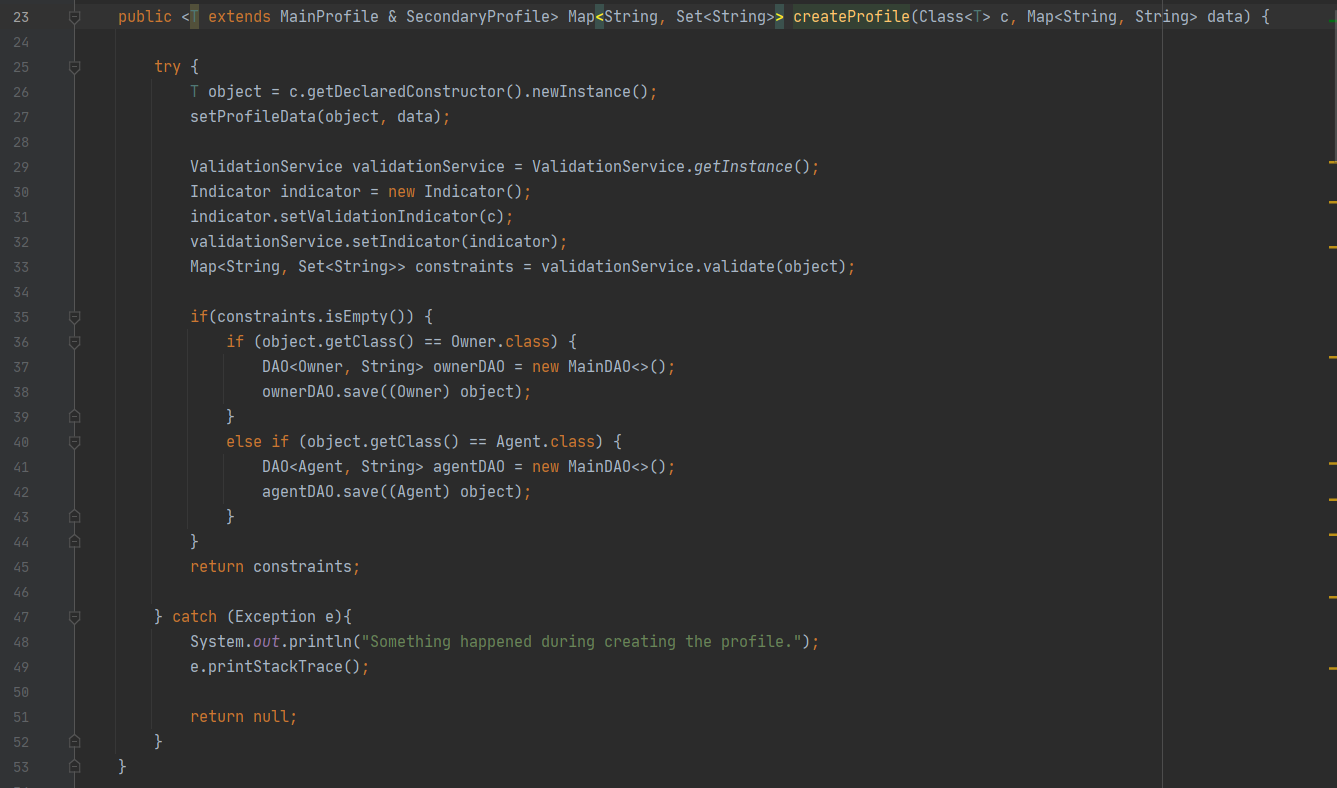 23 public <T extends MainProfile & SecondaryProfile> Map<String, Set<String>> createProfile(Class<T> c, Map<String, String> data) {
24
25 try {
26 T object = c.getDeclaredConstructor().newInstance();
27 setProfileData(object, data);
28
29 ValidationService validationService = ValidationService.getInstance();
30 Indicator indicator = new Indicator();
31 indicator.setValidationIndicator(c);
32 validationService.setIndicator(indicator);
33 Map<String, Set<String>> constraints = validationService.validate(object);
34
35 if(constraints.isEmpty()) {
36 if (object.getClass() == Owner.class) {
37 DAO<Owner, String> ownerDAO = new MainDAO<>();
38 ownerDAO.save((Owner) object);
39 }
40 else if (object.getClass() == Agent.class) {
41 DAO<Agent, String> agentDAO = new MainDAO<>();
42 agentDAO.save((Agent) object);
43 }
44 }
45 return constraints;
46
47 } catch (Exception e){
48 System.out.println("Something happened during creating the profile.");
49 e.printStackTrace();
50
51 return null;
52 }
53 }